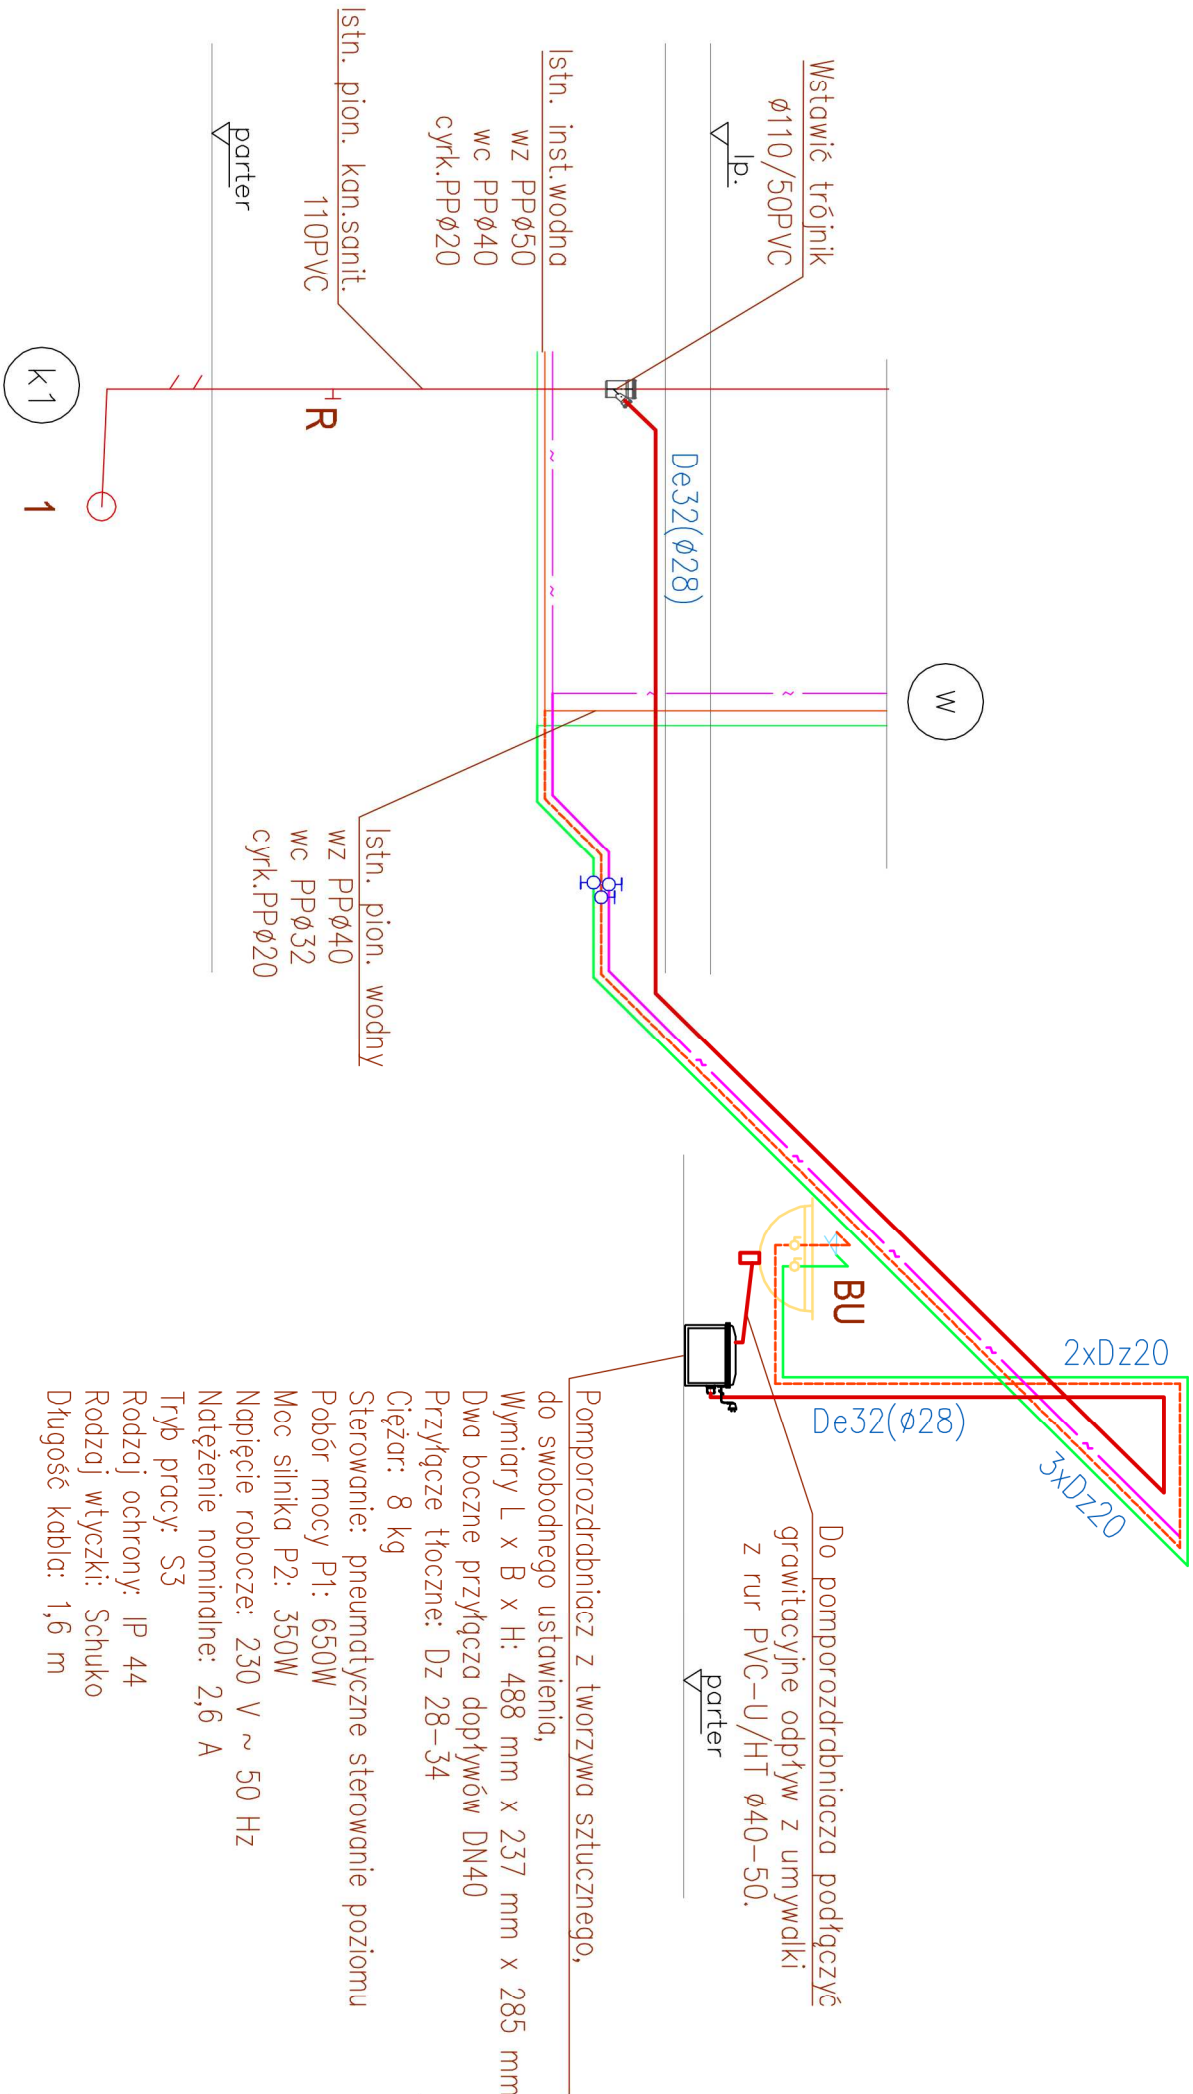 Wstawić trójnik
ø110/50PVC
Ip.
Istn. inst.wodna
wz PPø50
wc PPø40
cyrk.PPø20
Istn. pion. kan.sanit.
110PVC
parter
k1
1
R
De32(ø28)
W
Istn. pion. wodny
wz PPø40
wc PPø32
cyrk.PPø20
BU
2xDz20
De32(ø28)
3xDz20
Do pomporozdrabniacza podłączyć
grawitacyjne odpływ z umywalki
z rur PVC-U/HT ø40-50.
parter
Pomporozdrabniacz z tworzywa sztucznego,
do swobodnego ustawienia,
Wymiary L x B x H: 488 mm x 237 mm x 285 mm
Dwa boczne przyłącza dopływów DN40
Przyłącze tłoczne: Dz 28-34
Ciężar: 8 kg
Sterowanie: pneumatyczne sterowanie poziomu
Pobór mocy P1: 650W
Moc silnika P2: 350W
Napięcie robocze: 230 V ~ 50 Hz
Natężenie nominalne: 2,6 A
Tryb pracy: S3
Rodzaj ochrony: IP 44
Rodzaj wtyczki: Schuko
Długość kabla: 1,6 m